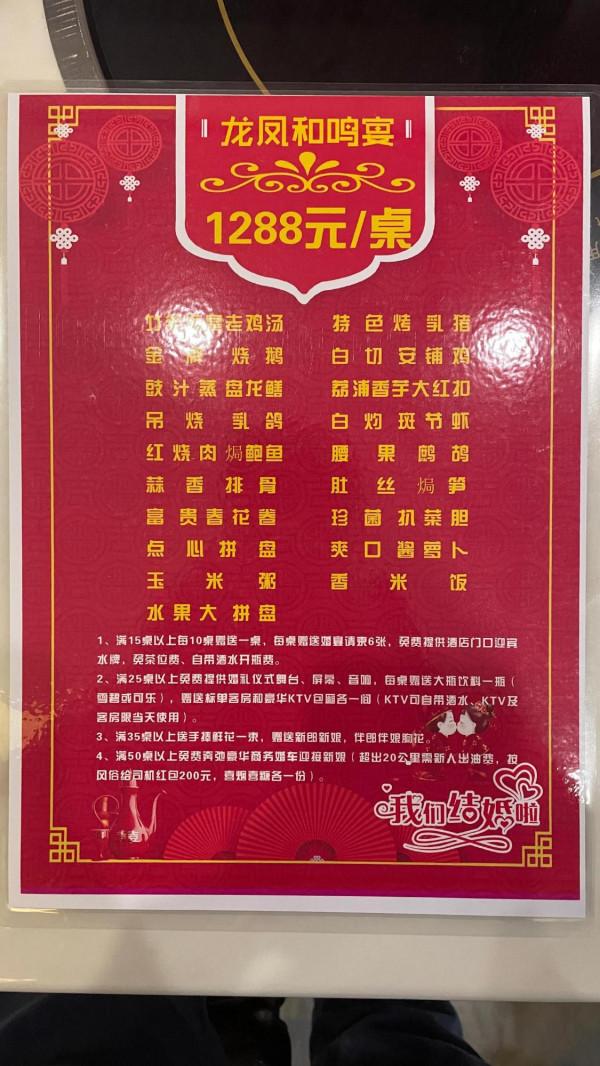 龙凤和鸣宴
1288元/桌
老鸡汤 特色烤乳猪
金牌烧鹅 白切安铺鸡
豉汁蒸盘龙鳝 荔浦香芋大红扣
吊烧乳鸽 白灼斑节虾
红烧肉焗鲍鱼 腰果鹧鸪
蒜香排骨 肚丝焗笋
富贵春花卷 珍菌扒菜胆
点心拼盘 爽口酱萝卜
玉米粥 香米饭
水果大拼盘
1、满15桌以上每10桌赠送一桌，每桌赠送婚宴请柬6张，免费提供酒店门口迎宾
水牌，免茶位费、自带酒水开瓶费。
2、满25桌以上免费提供婚礼仪式舞台、屏幕、音响，每桌赠送大瓶饮料一瓶（
雪碧或可乐），赠送标单客房和豪华KTV包厢各一间（KTV可自带酒水、KTV及
客房限当天使用）。
3、满35桌以上送手捧鲜花一束，赠送新郎新娘，伴郎伴娘胸花。
4、满50桌以上免费奔驰豪华商务婚车迎接新娘（超出20公里需新人出油费，按
风俗给司机红包200元，喜烟喜糖各一份）。
我们结婚啦